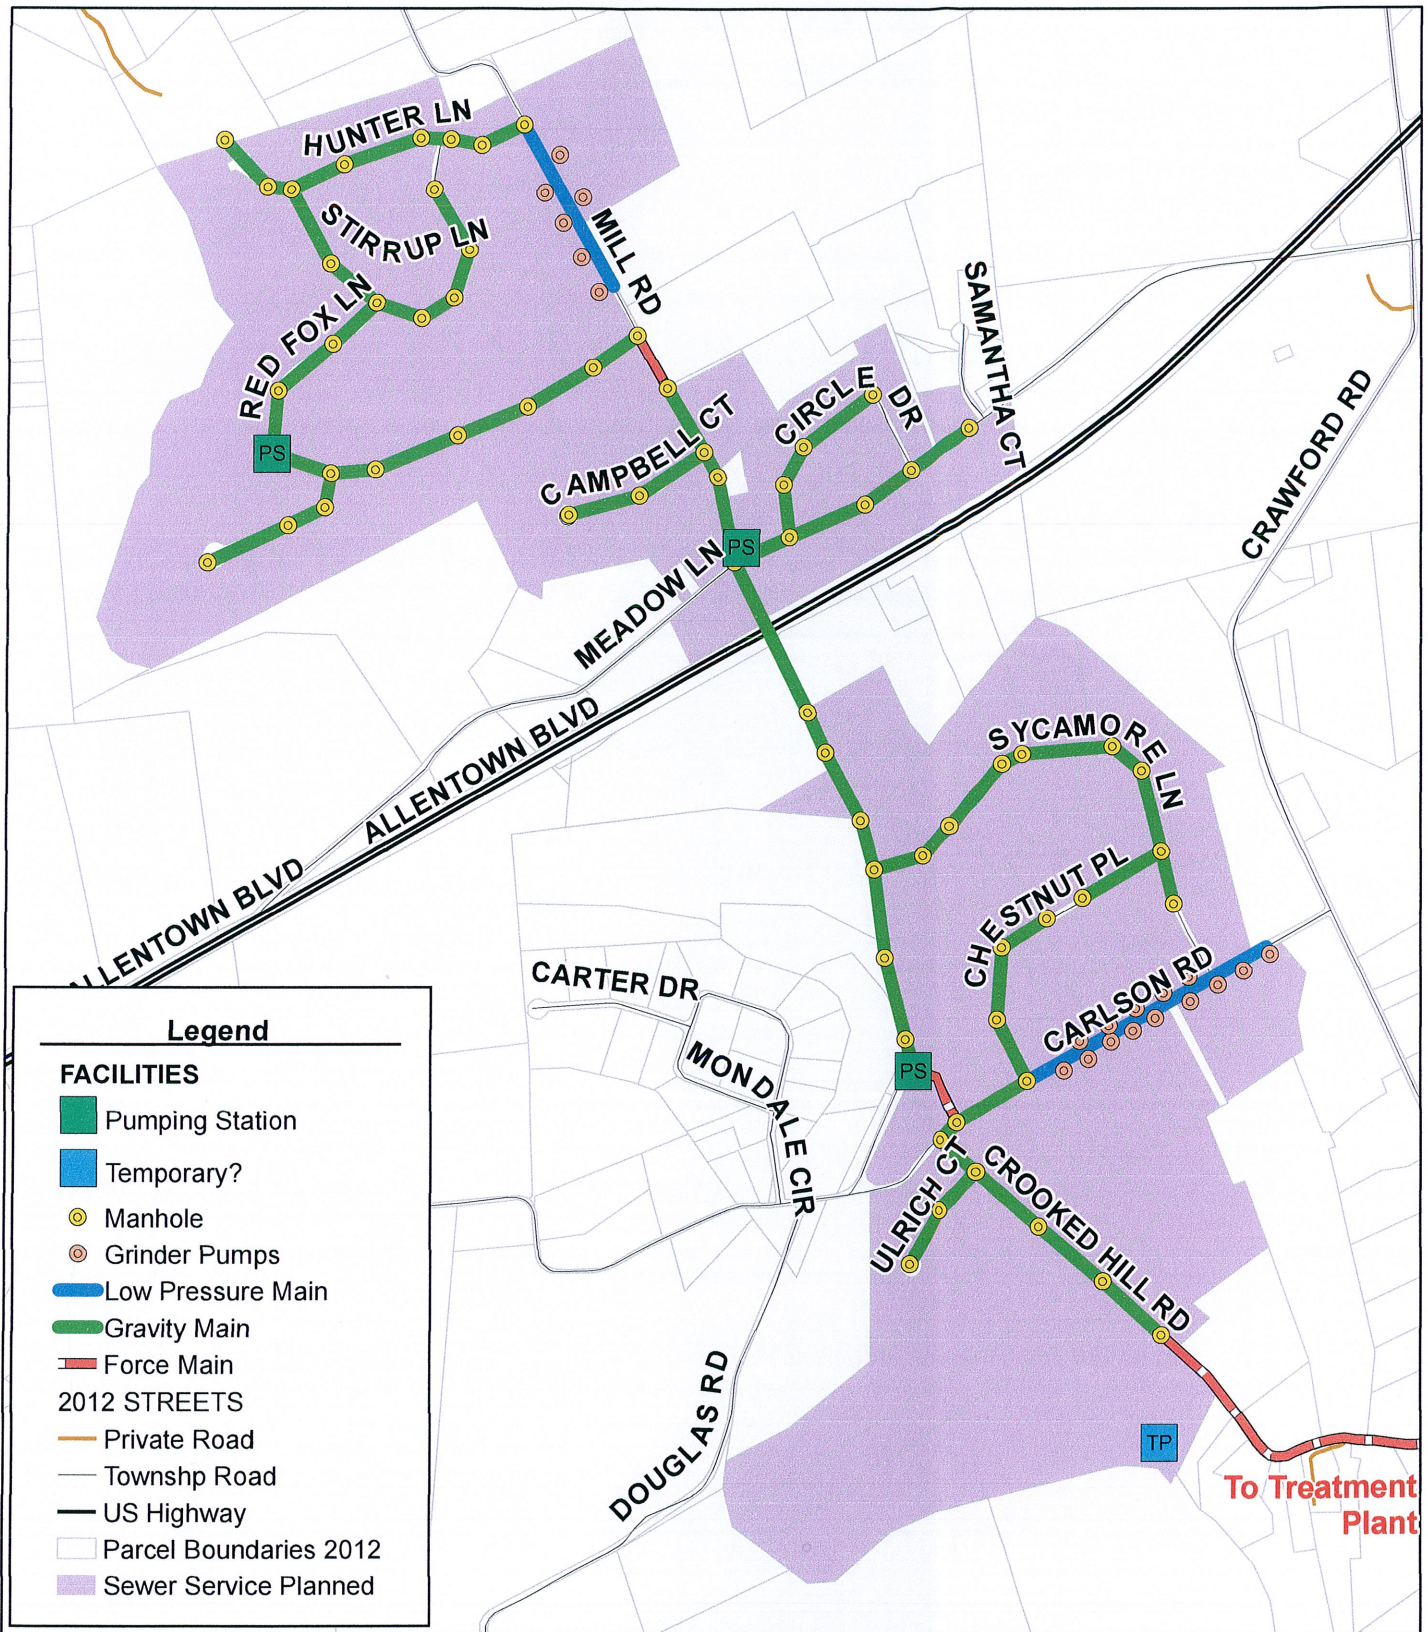 HUNTER LN
STIRRUP LN
MILL RD
RED FOX LN
SAMANTHA CT
PS
CIRCLE DR
CAMPBELL CT
CRAWFORD RD
PS
MEADOW LN
ALLENTOWN BLVD
SYCAMORE LN
ALLENTOWN BLVD
CHESTNUT PL
CARTER DR
CARLSON RD
MONDALE CIR
PS
ULRICH CT
CROOKED HILL RD
DOUGLAS RD
TP
To Treatment
Plant
Legend
FACILITIES
PS
Pumping Station
Temporary?
Manhole
Grinder Pumps
Low Pressure Main
Gravity Main
Force Main
2012 STREETS
Private Road
Townshp Road
US Highway
Parcel Boundaries 2012
Sewer Service Planned